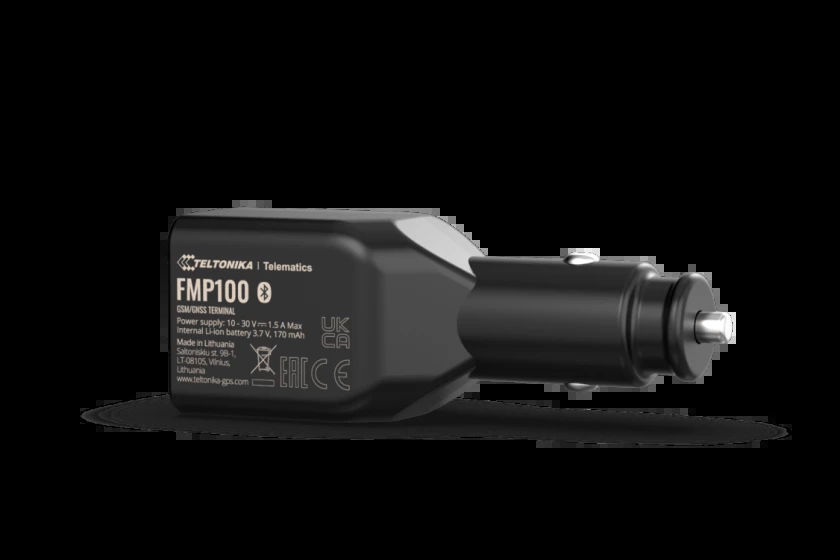 TELTONIKA | Telematics
FMP100
GSM/GNSS TERMINAL
Power supply: 10 - 30 V⎓ 1.5 A Max
Internal Li-ion battery 3.7 V, 170 mAh
Made in Lithuania
Saltoniskiu st. 9B-1,
LT-08105, Vilnius,
Lithuania
www.teltonika-gps.com
UK
CA
EAC CE